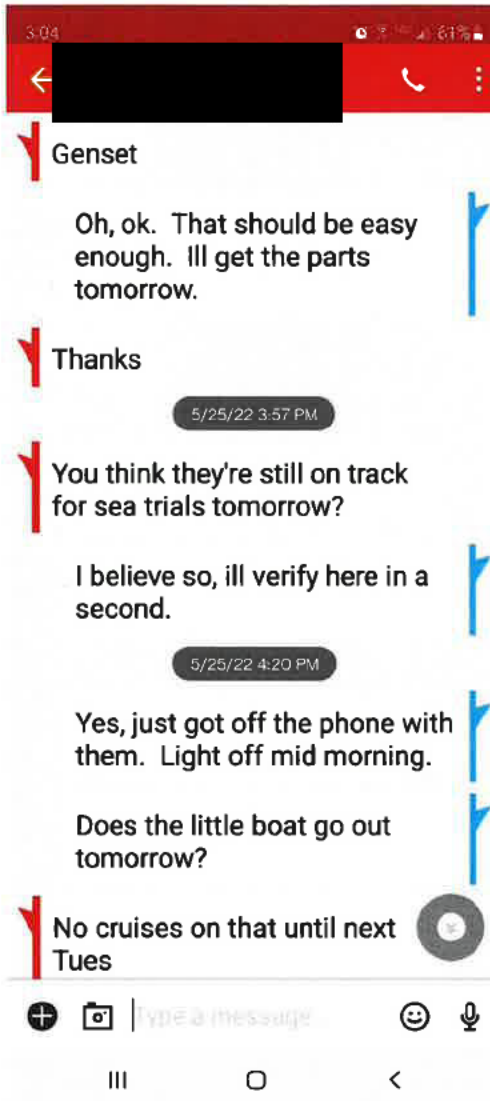 3:04
61%
Genset
Oh, ok. That should be easy
enough. Ill get the parts
tomorrow.
Thanks
5/25/22 3:57 PM
You think they're still on track
for sea trials tomorrow?
I believe so, ill verify here in a
second.
5/25/22 4:20 PM
Yes, just got off the phone with
them. Light off mid morning.
Does the little boat go out
tomorrow?
No cruises on that until next
Tues
Type a message